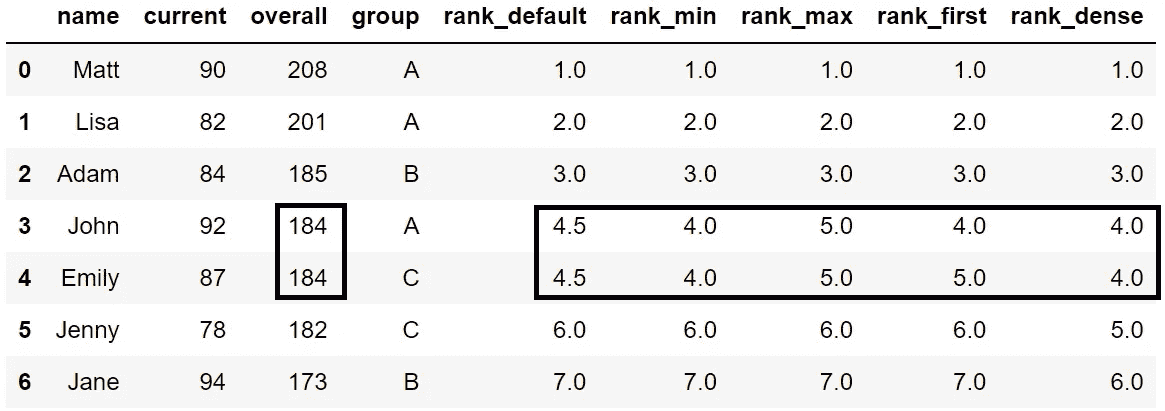 name current overall group rank_default rank_min rank_max rank_first rank_dense
0 Matt 90 208 A 1.0 1.0 1.0 1.0 1.0
1 Lisa 82 201 A 2.0 2.0 2.0 2.0 2.0
2 Adam 84 185 B 3.0 3.0 3.0 3.0 3.0
3 John 92 184 A 4.5 4.0 5.0 4.0 4.0
4 Emily 87 184 C 4.5 4.0 5.0 5.0 4.0
5 Jenny 78 182 C 6.0 6.0 6.0 6.0 5.0
6 Jane 94 173 B 7.0 7.0 7.0 7.0 6.0